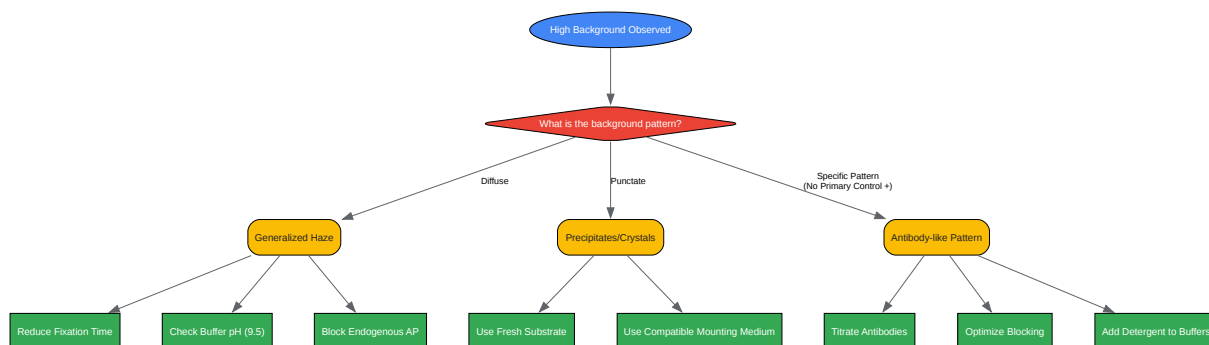 High Background Observed
What is the background pattern?
Diffuse
Punctate
Specific Pattern
(No Primary Control +)
Generalized Haze
Precipitates/Crystals
Antibody-like Pattern
Reduce Fixation Time
Check Buffer pH (9.5)
Block Endogenous AP
Use Fresh Substrate
Use Compatible Mounting Medium
Titrate Antibodies
Optimize Blocking
Add Detergent to Buffers